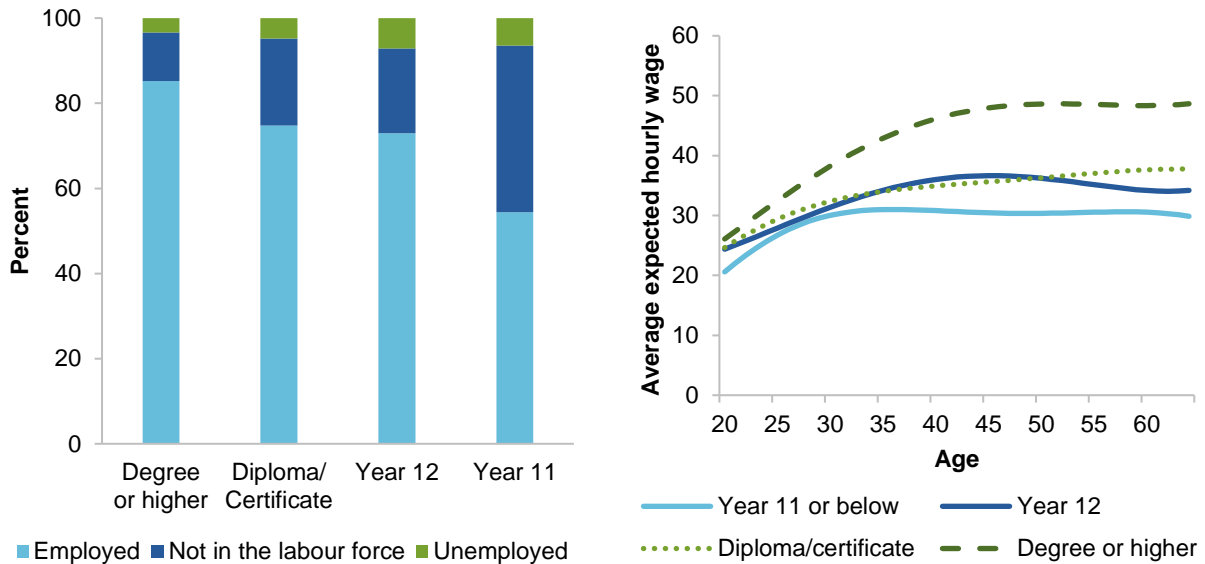 100
80
60
40
20
0
Percent
Degree
or higher
Diploma/
Certificate
Year 12
Year 11
Employed
Not in the labour force
Unemployed
60
50
40
30
20
10
0
Average expected hourly wage
20 25 30 35 40 45 50 55 60
Age
Year 11 or below
Year 12
Diploma/certificate
Degree or higher